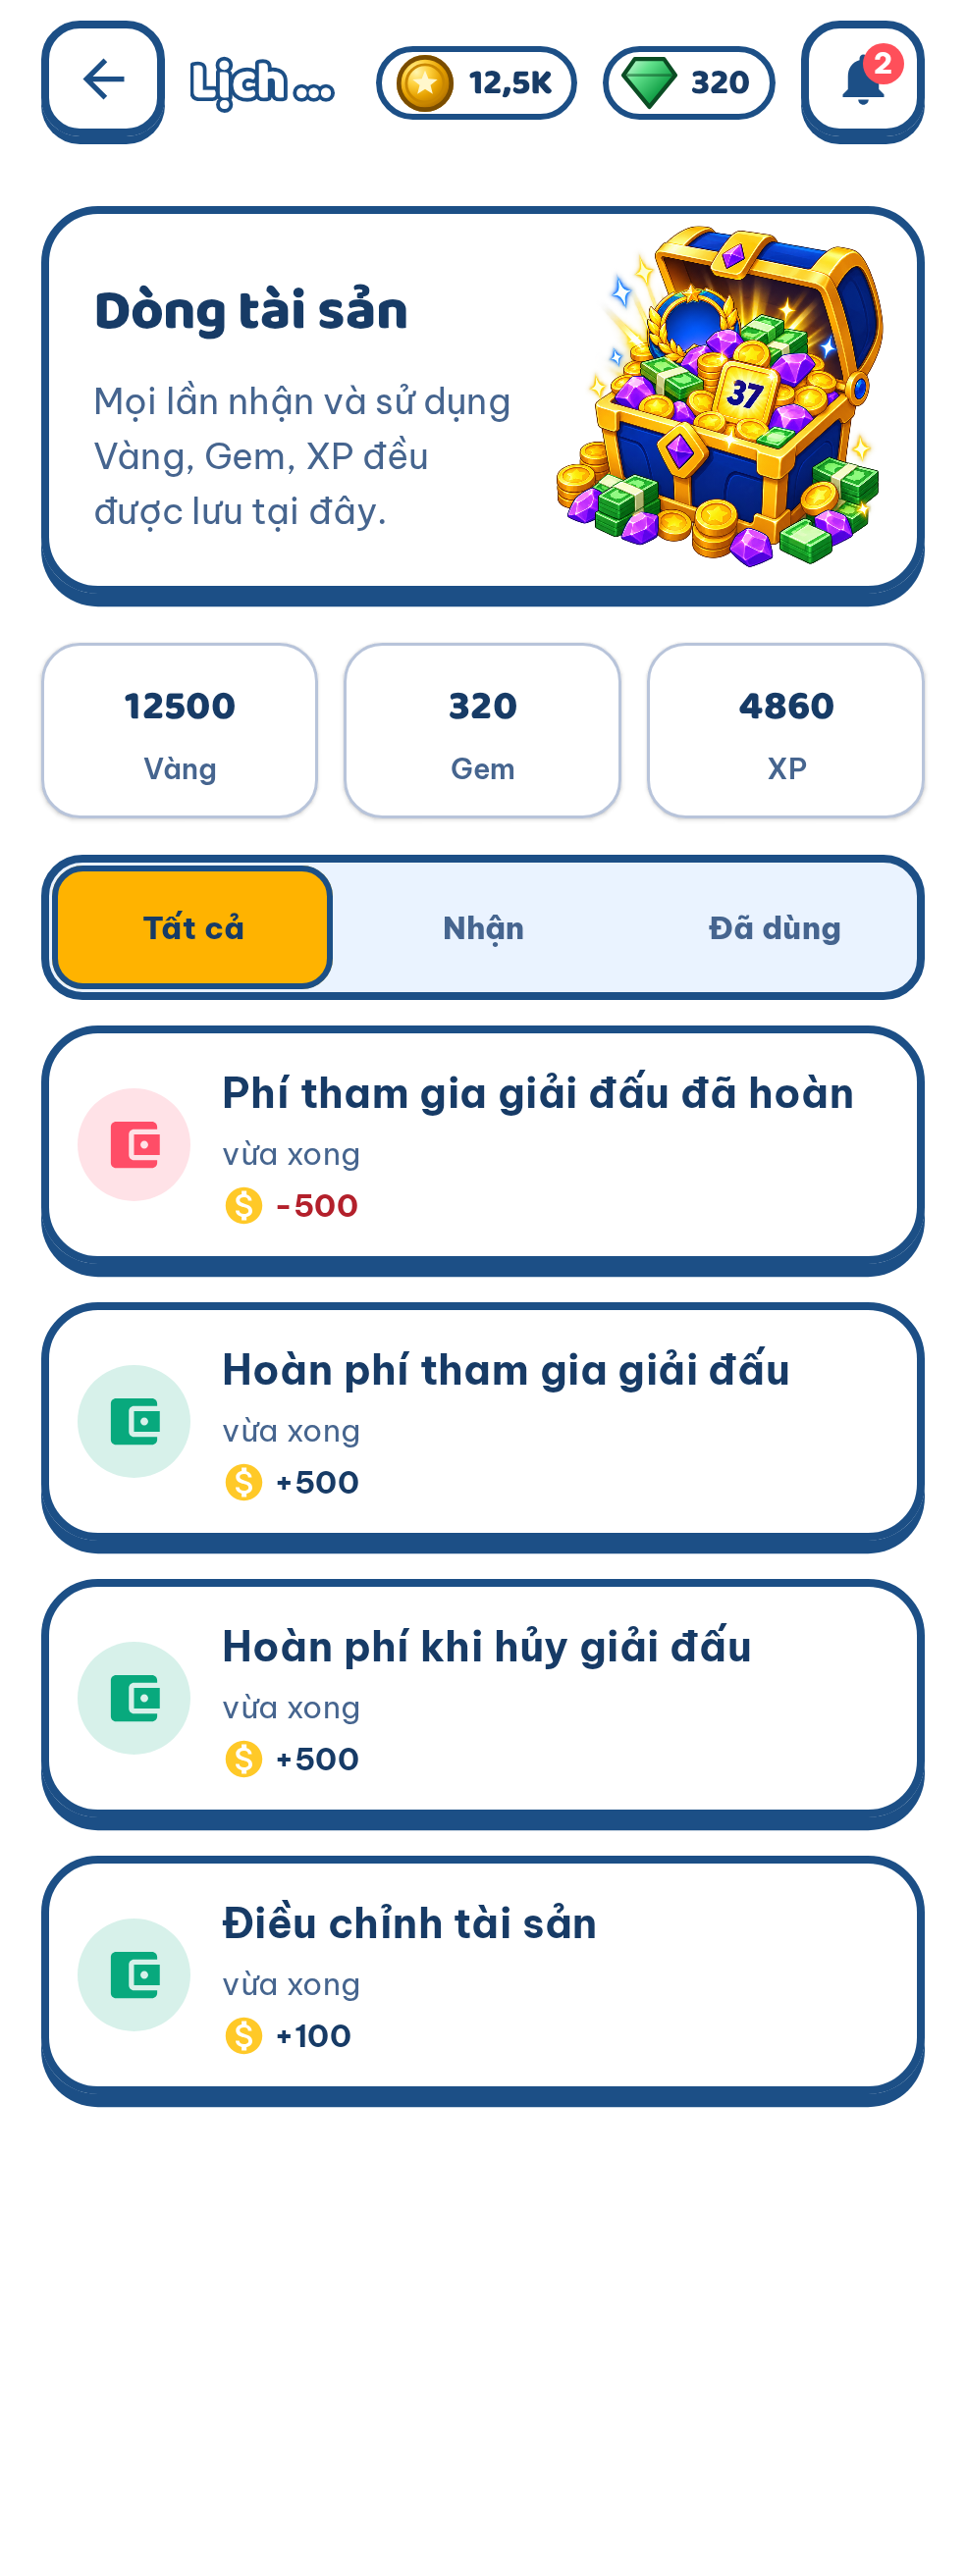 Lịch...
12,5K
320
2
Dòng tài sản
Mọi lần nhận và sử dụng
Vàng, Gem, XP đều
được lưu tại đây.
37
12500
Vàng
320
Gem
4860
XP
Tất cả
Nhận
Đã dùng
Phí tham gia giải đấu đã hoàn
vừa xong
-500
Hoàn phí tham gia giải đấu
vừa xong
+500
Hoàn phí khi hủy giải đấu
vừa xong
+500
Điều chỉnh tài sản
vừa xong
+100